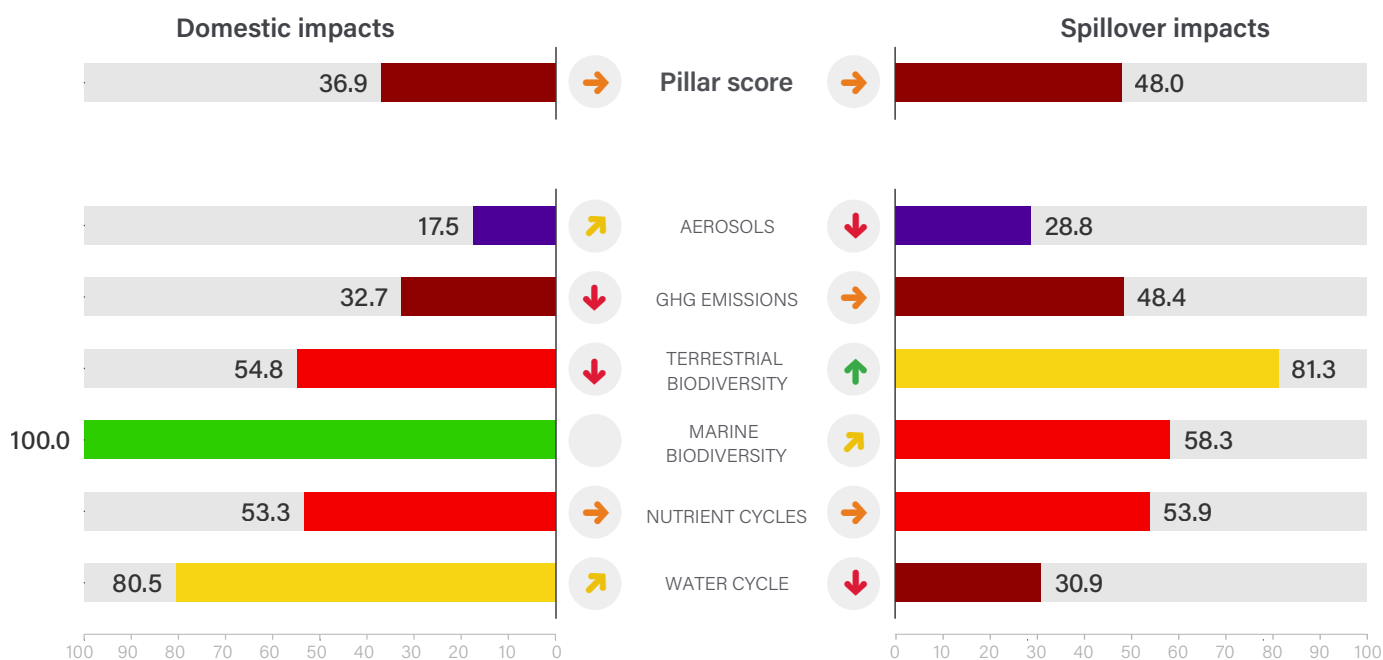 Domestic impacts Spillover impacts
36.9 Pillar score 48.0
17.5 AEROSOLS 28.8
32.7 GHG EMISSIONS 48.4
54.8 TERRESTRIAL 81.3
BIODIVERSITY
100.0 MARINE 58.3
BIODIVERSITY
53.3 NUTRIENT CYCLES 53.9
80.5 WATER CYCLE 30.9
100 90 80 70 60 50 40 30 20 10 0 0 10 20 30 40 50 60 70 80 90 100